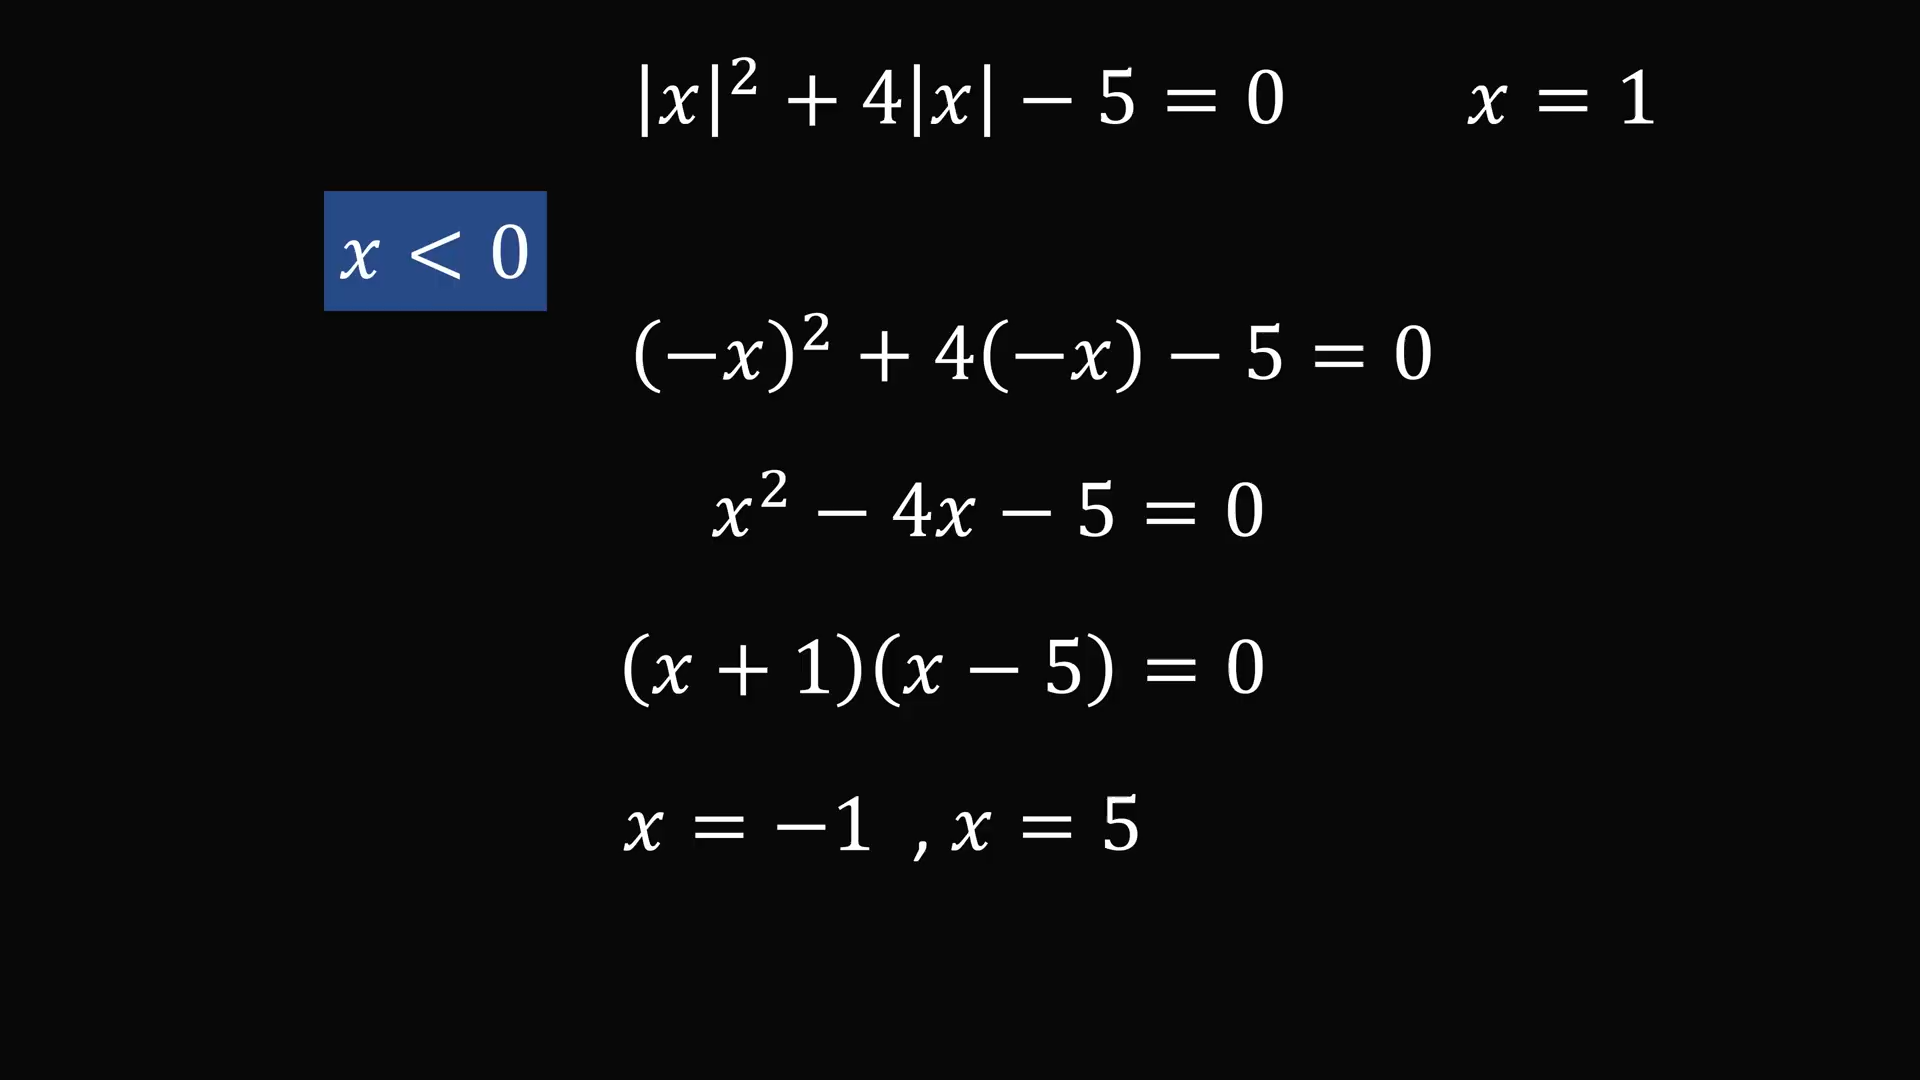 |x|² + 4|x| − 5 = 0 x = 1
x < 0
(−x)² + 4(−x) − 5 = 0
x² − 4x − 5 = 0
(x + 1)(x − 5) = 0
x = −1 , x = 5